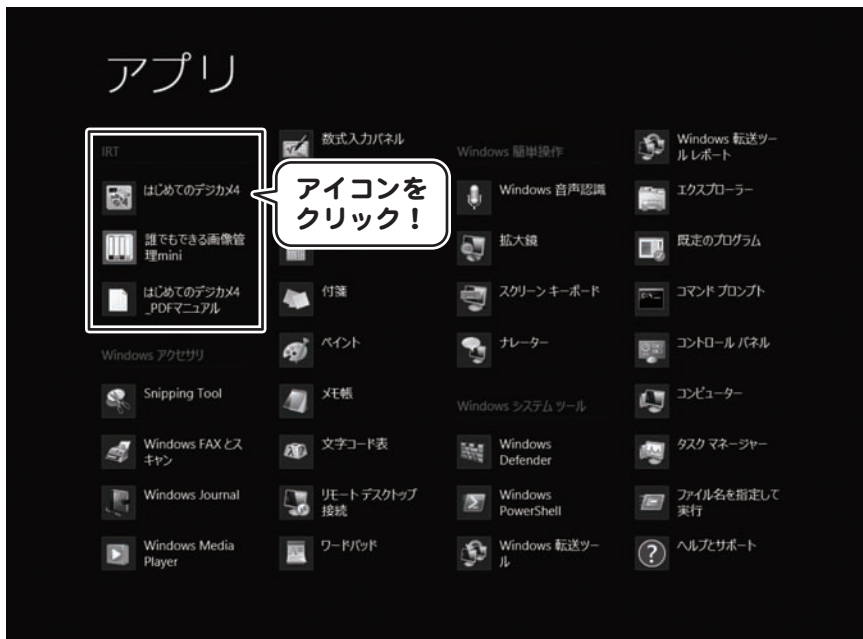 アプリ
IRT
はじめてのデジカメ4
誰でもできる画像管
理mini
はじめてのデジカメ4
_PDFマニュアル
アイコンを
クリック！
Windows アクセサリ
Snipping Tool
Windows FAX とス
キャン
Windows Journal
Windows Media
Player
数式入力パネル
付箋
ペイント
メモ帳
文字コード表
リモート デスクトップ
接続
ワードパッド
Windows 簡単操作
Windows 音声認識
拡大鏡
スクリーン キーボード
ナレーター
Windows システム ツール
Windows
Defender
Windows
PowerShell
Windows 転送ツー
ル
Windows 転送ツー
ル レポート
エクスプローラー
既定のプログラム
コマンド プロンプト
コントロール パネル
コンピューター
タスク マネージャー
ファイル名を指定して
実行
ヘルプとサポート